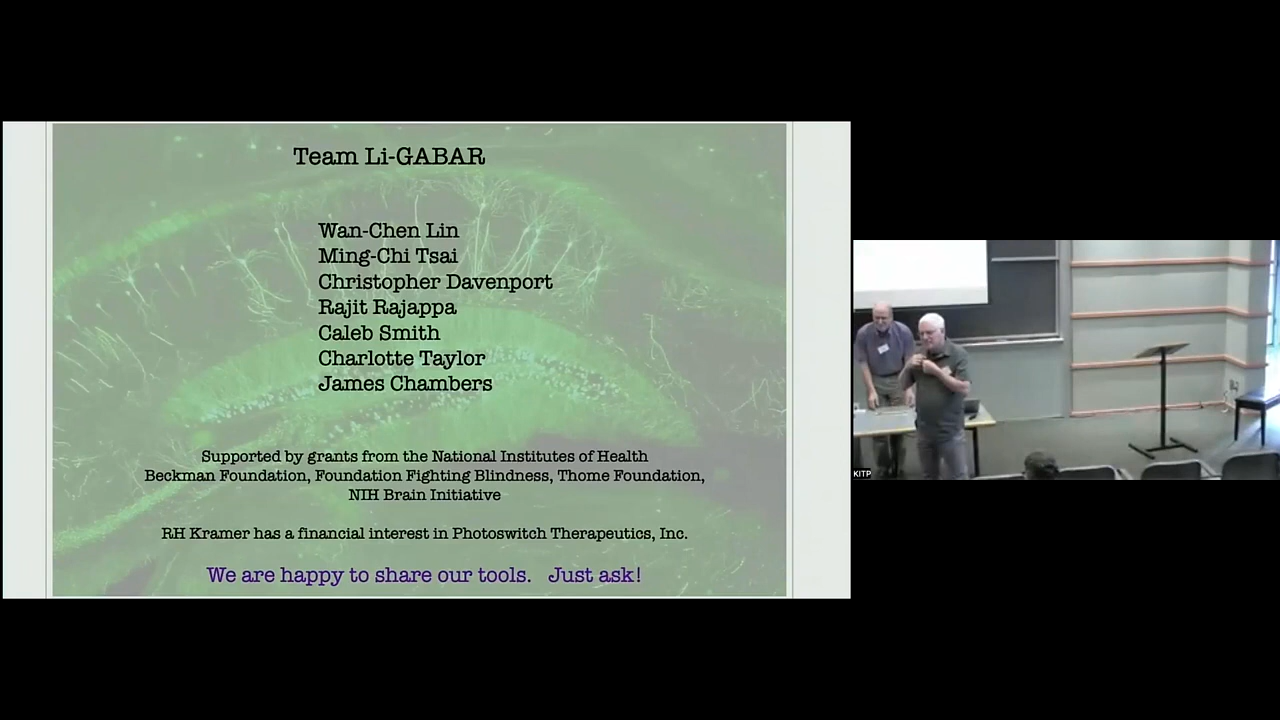 Team Li-GABAR
Wan-Chen Lin
Ming-Chi Tsai
Christopher Davenport
Rajit Rajappa
Caleb Smith
Charlotte Taylor
James Chambers
Supported by grants from the National Institutes of Health
Beckman Foundation, Foundation Fighting Blindness, Thome Foundation,
NIH Brain Initiative
RH Kramer has a financial interest in Photoswitch Therapeutics, Inc.
We are happy to share our tools. Just ask!
KITP